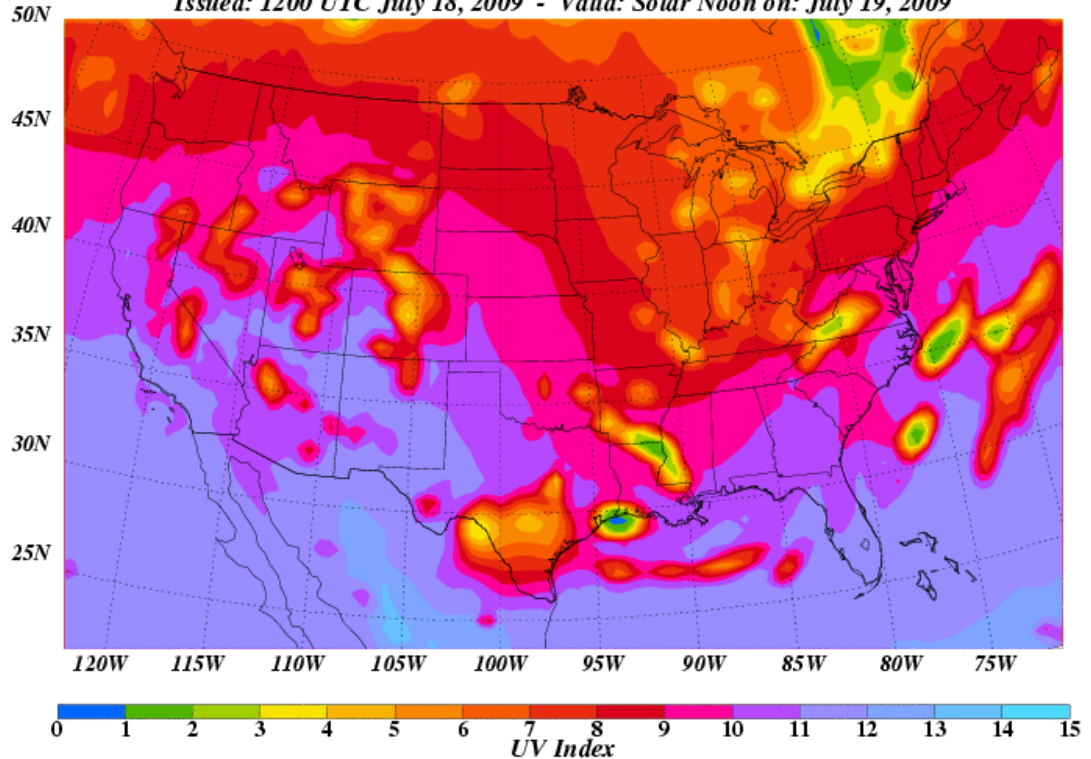 Issued: 1200 UTC July 18, 2009 - Valid: Solar Noon on: July 19, 2009
50N
45N
40N
35N
30N
25N
120W 115W 110W 105W 100W 95W 90W 85W 80W 75W
0 1 2 3 4 5 6 7 8 9 10 11 12 13 14 15
UV Index